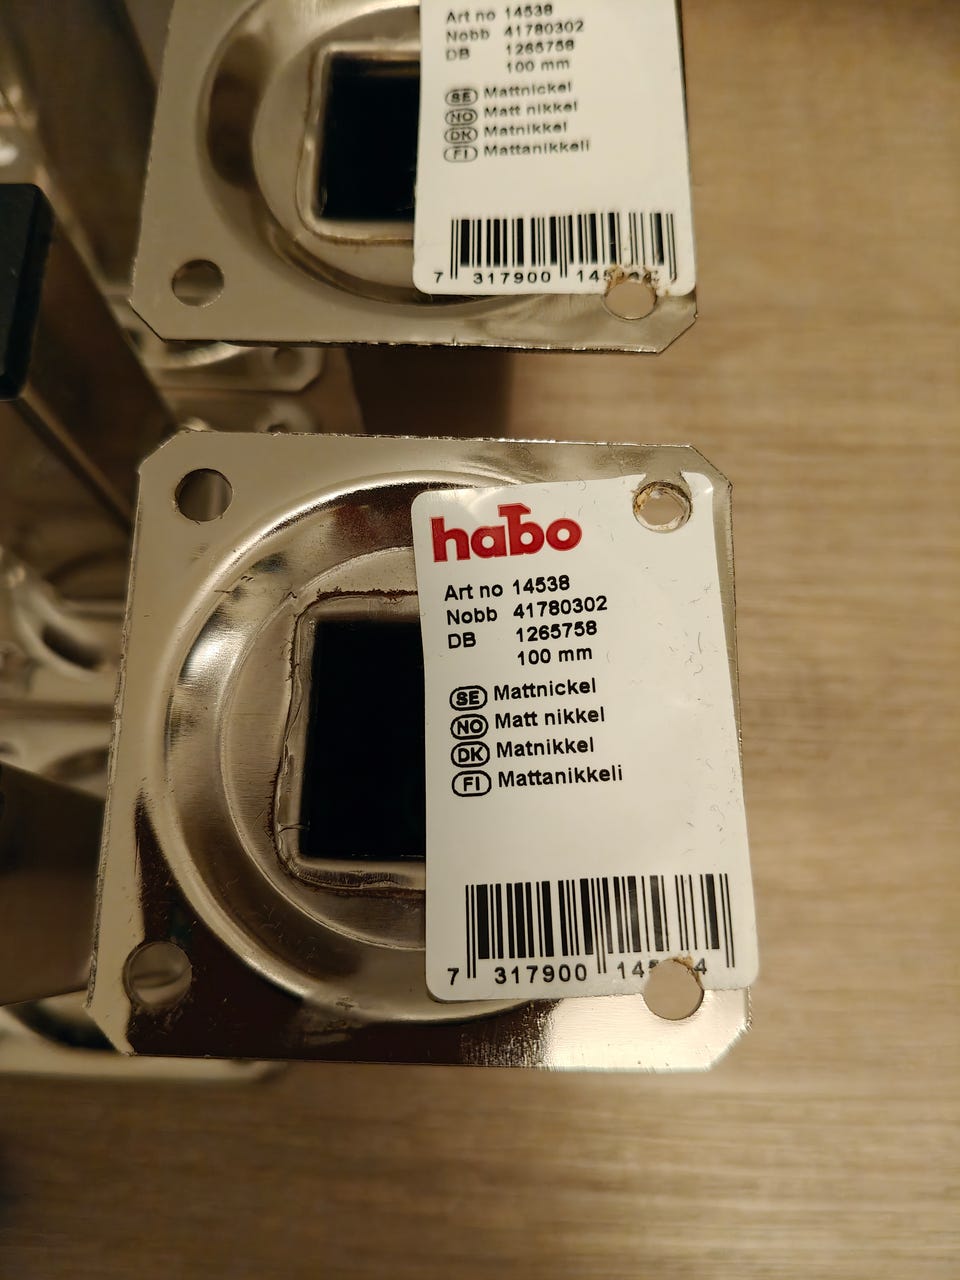 Art no 14538
Nobb 41780302
DB 1265758
100 mm
SE Mattnickel
NO Matt nikkel
DK Matnikkel
FI Mattanikkeli
7 317900
habo
Art no 14538
Nobb 41780302
DB 1265758
100 mm
SE Mattnickel
NO Matt nikkel
DK Matnikkel
FI Mattanikkeli
7 317900